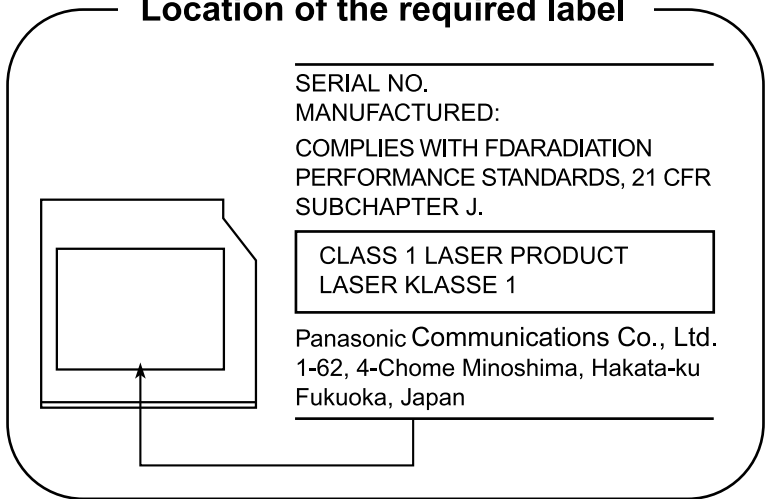 Location of the required label
SERIAL NO.
MANUFACTURED:
COMPLIES WITH FDARADIATION
PERFORMANCE STANDARDS, 21 CFR
SUBCHAPTER J.
CLASS 1 LASER PRODUCT
LASER KLASSE 1
Panasonic Communications Co., Ltd.
1-62, 4-Chome Minoshima, Hakata-ku
Fukuoka, Japan